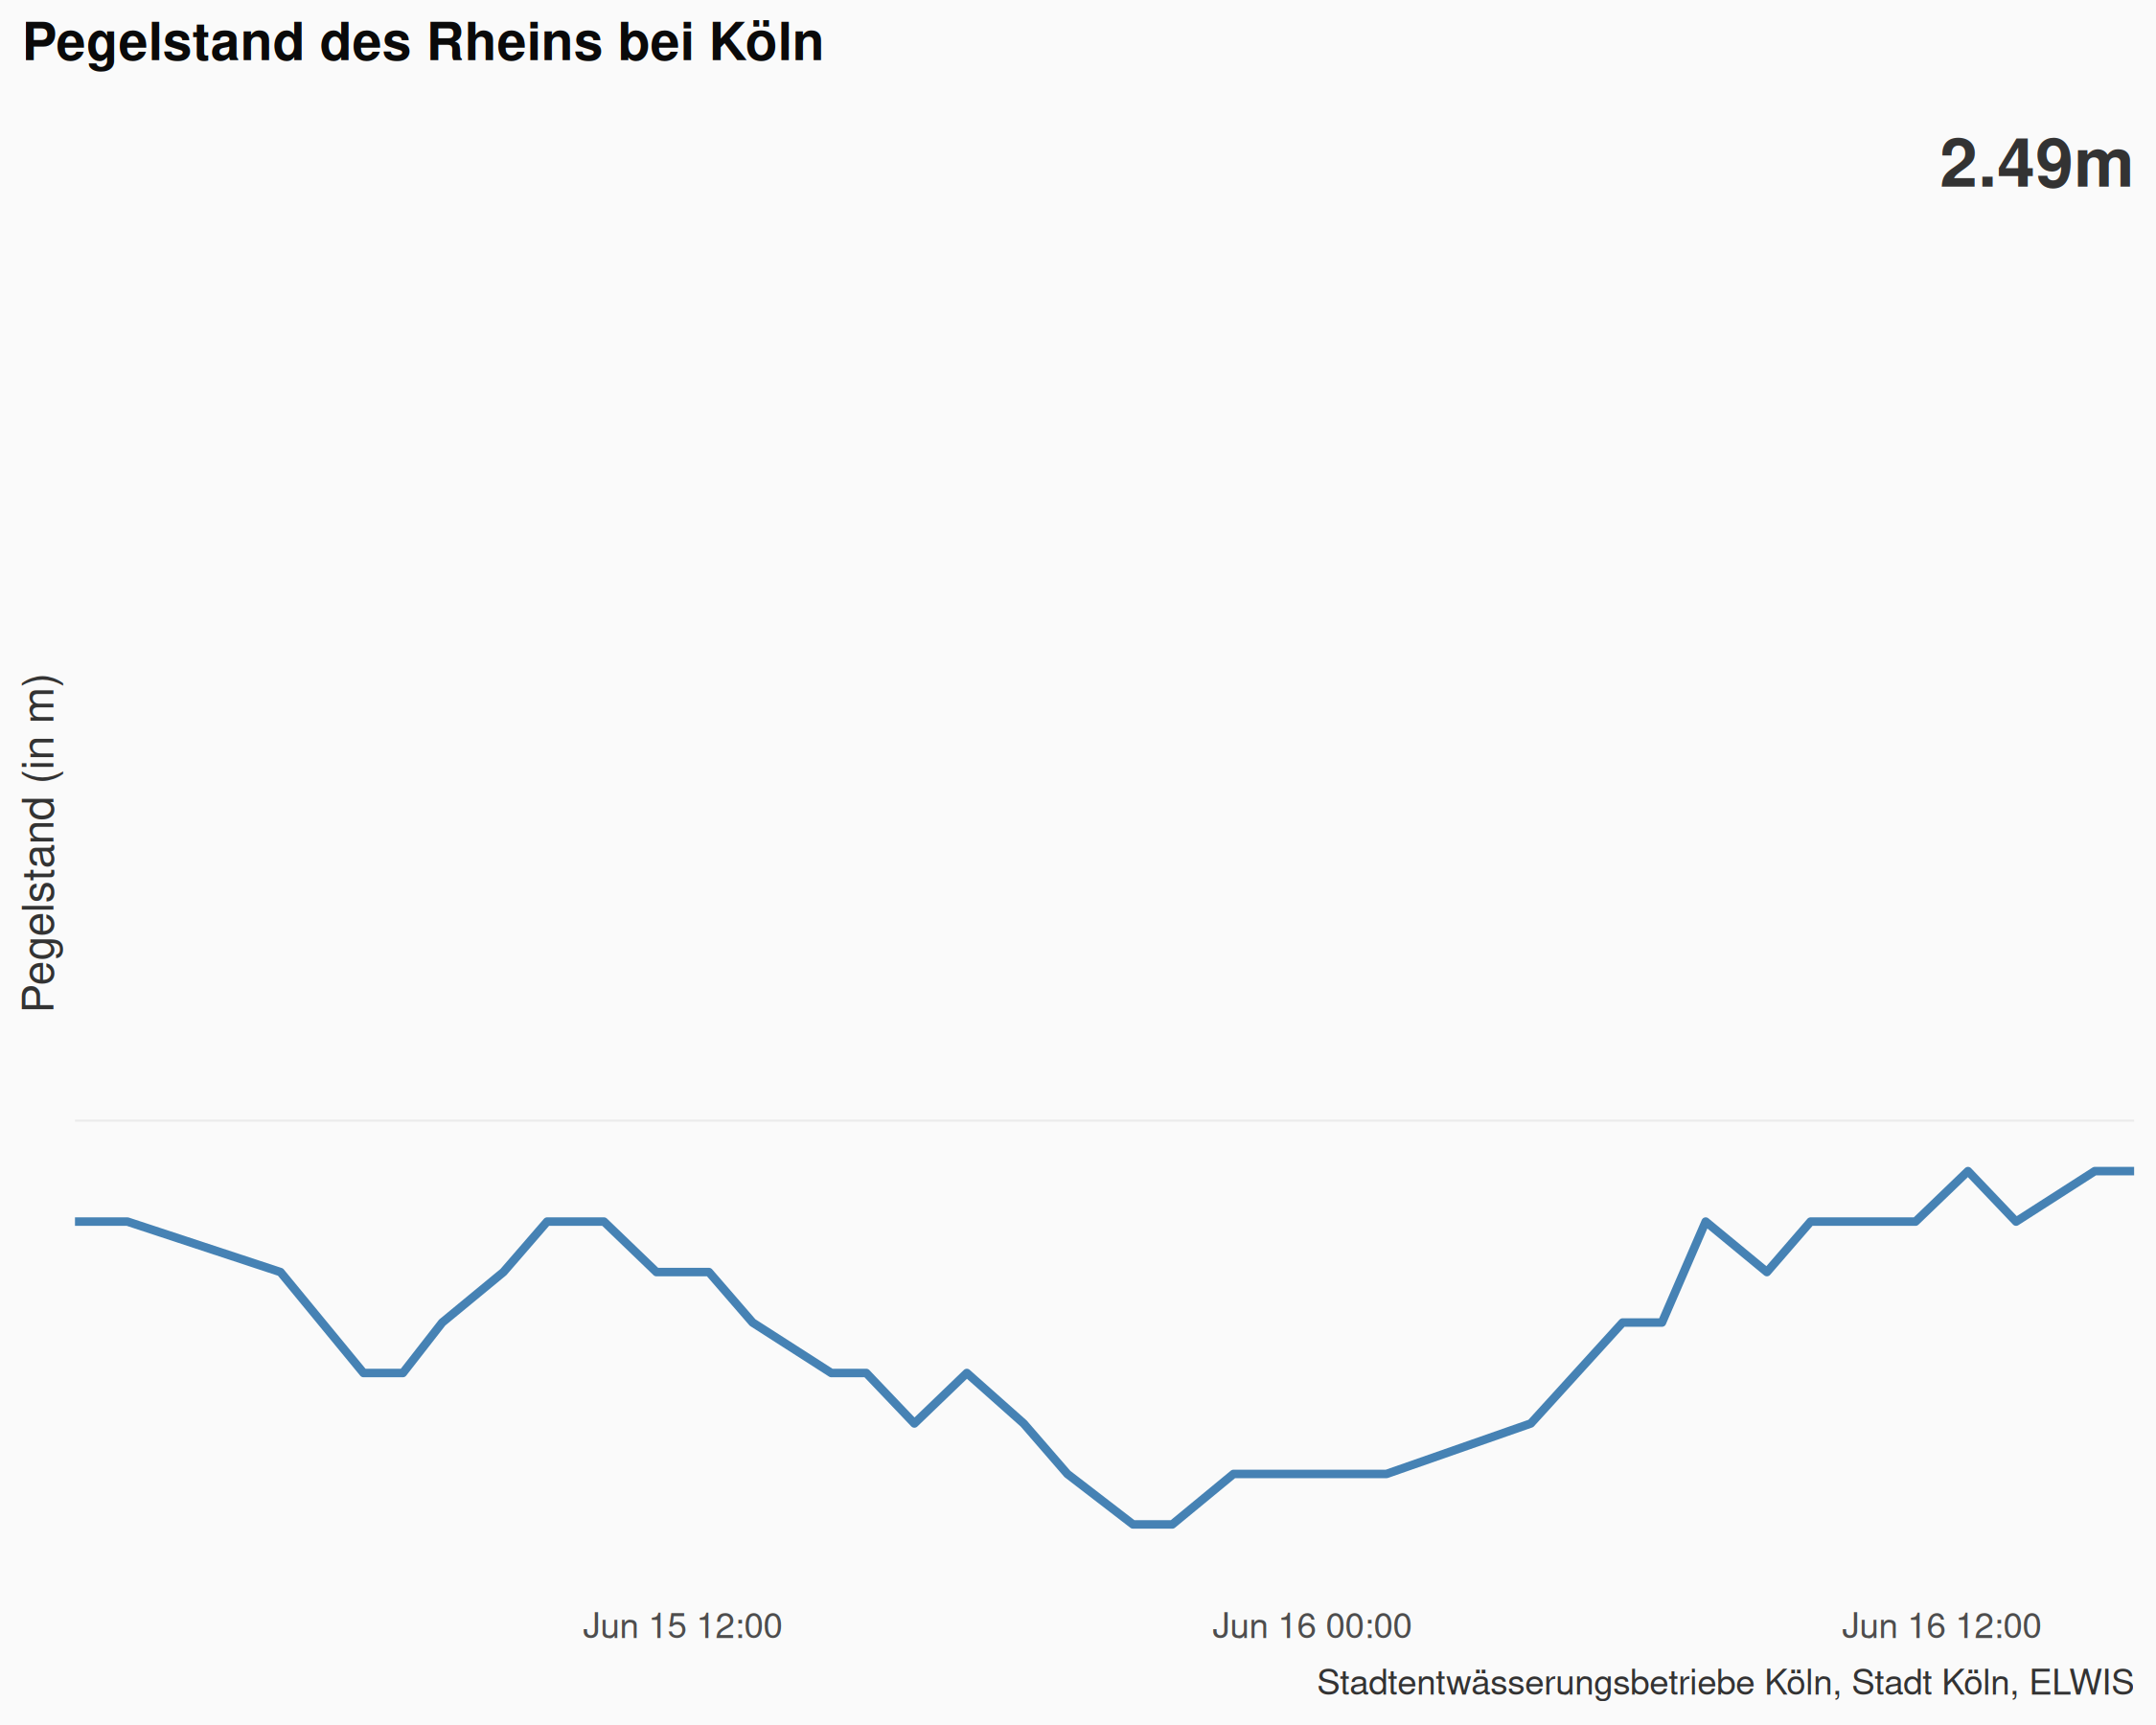 Pegelstand des Rheins bei Köln
2.49m
Pegelstand (in m)
Jun 15 12:00
Jun 16 00:00
Jun 16 12:00
Stadtentwässerungsbetriebe Köln, Stadt Köln, ELWIS